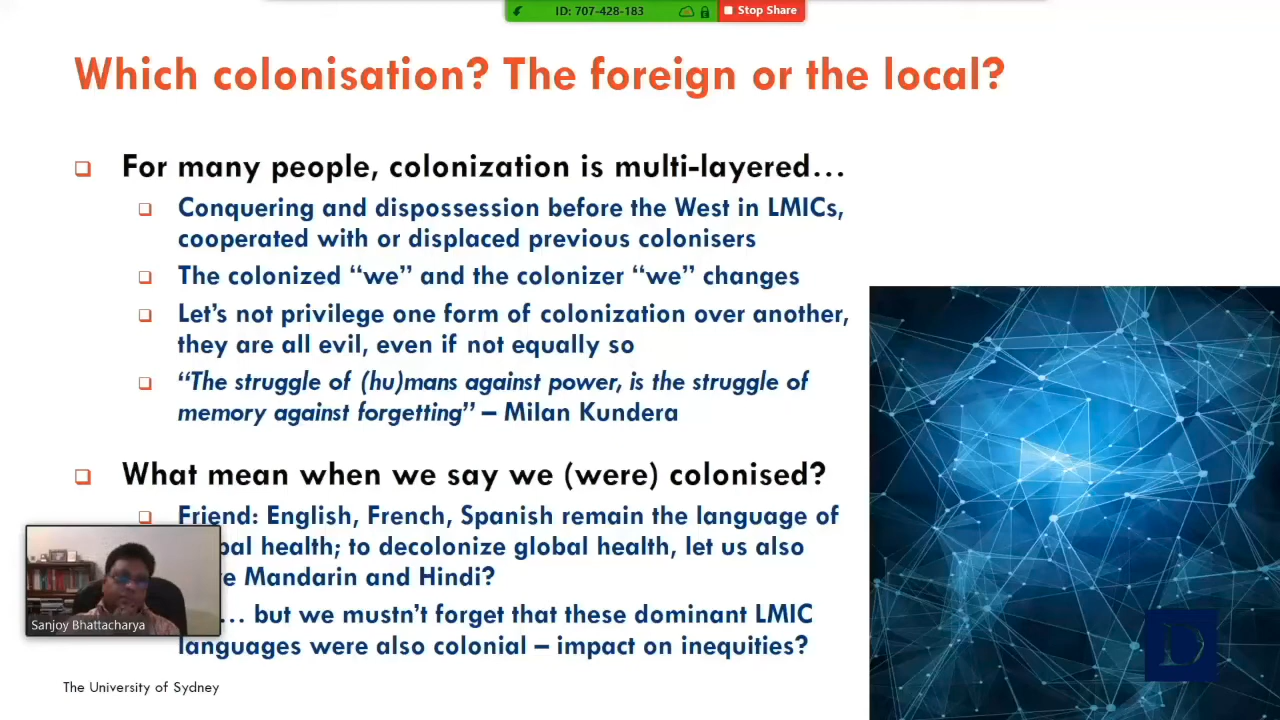 ID: 707-428-183
Stop Share
Which colonisation? The foreign or the local?
For many people, colonization is multi-layered…
Conquering and dispossession before the West in LMICs,
cooperated with or displaced previous colonisers
The colonized “we” and the colonizer “we” changes
Let’s not privilege one form of colonization over another,
they are all evil, even if not equally so
“The struggle of (hu)mans against power, is the struggle of
memory against forgetting” – Milan Kundera
What mean when we say we (were) colonised?
Friend: English, French, Spanish remain the language of
health; to decolonize global health, let us also
Mandarin and Hindi?
… but we mustn’t forget that these dominant LMIC
languages were also colonial – impact on inequities?
Sanjoy Bhattacharya
The University of Sydney
D